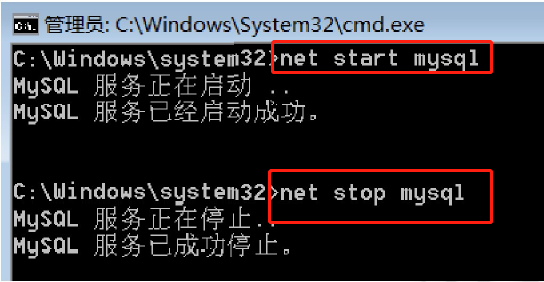 管理员: C:\Windows\System32\cmd.exe
C:\Windows\system32>net start mysql
MySQL 服务正在启动 ..
MySQL 服务已经启动成功。
C:\Windows\system32>net stop mysql
MySQL 服务正在停止..
MySQL 服务已成功停止。